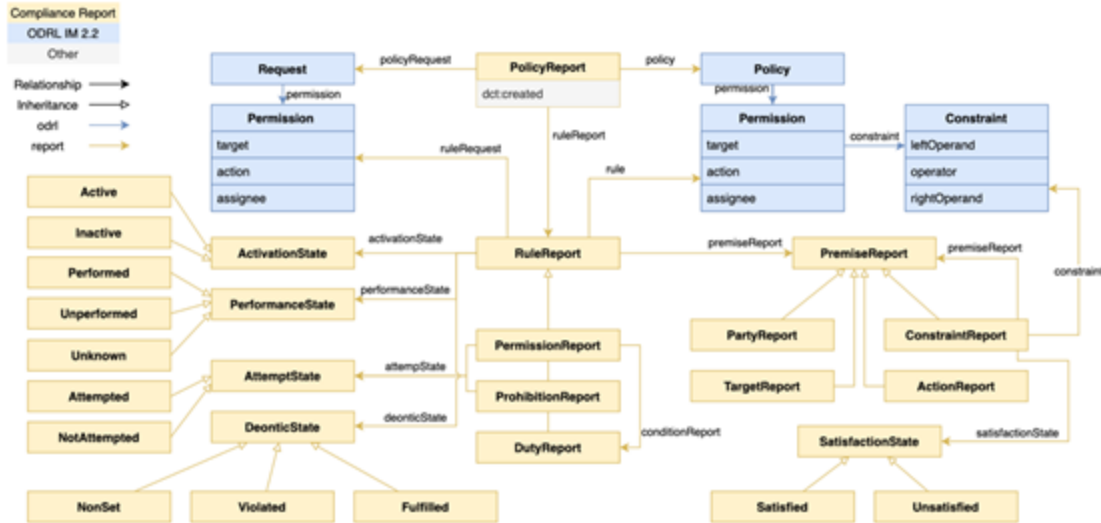 Compliance Report
ODRL IM 2.2
Other
Relationship
Inheritance
odrl
report
Request
policyRequest
PolicyReport
policy
Policy
dct:created
permission
permission
Permission
target
action
assignee
ruleRequest
ruleReport
rule
Permission
target
action
assignee
constraint
Constraint
leftOperand
operator
rightOperand
Active
Inactive
Performed
Unperformed
Unknown
Attempted
NotAttempted
ActivationState
activationState
RuleReport
premiseReport
PremiseReport
premiseReport
constraint
PerformanceState
performanceState
PermissionReport
PartyReport
ConstraintReport
AttemptState
attempState
ProhibitionReport
TargetReport
ActionReport
DeonticState
deonticState
DutyReport
conditionReport
SatisfactionState
satisfactionState
NonSet
Violated
Fulfilled
Satisfied
Unsatisfied